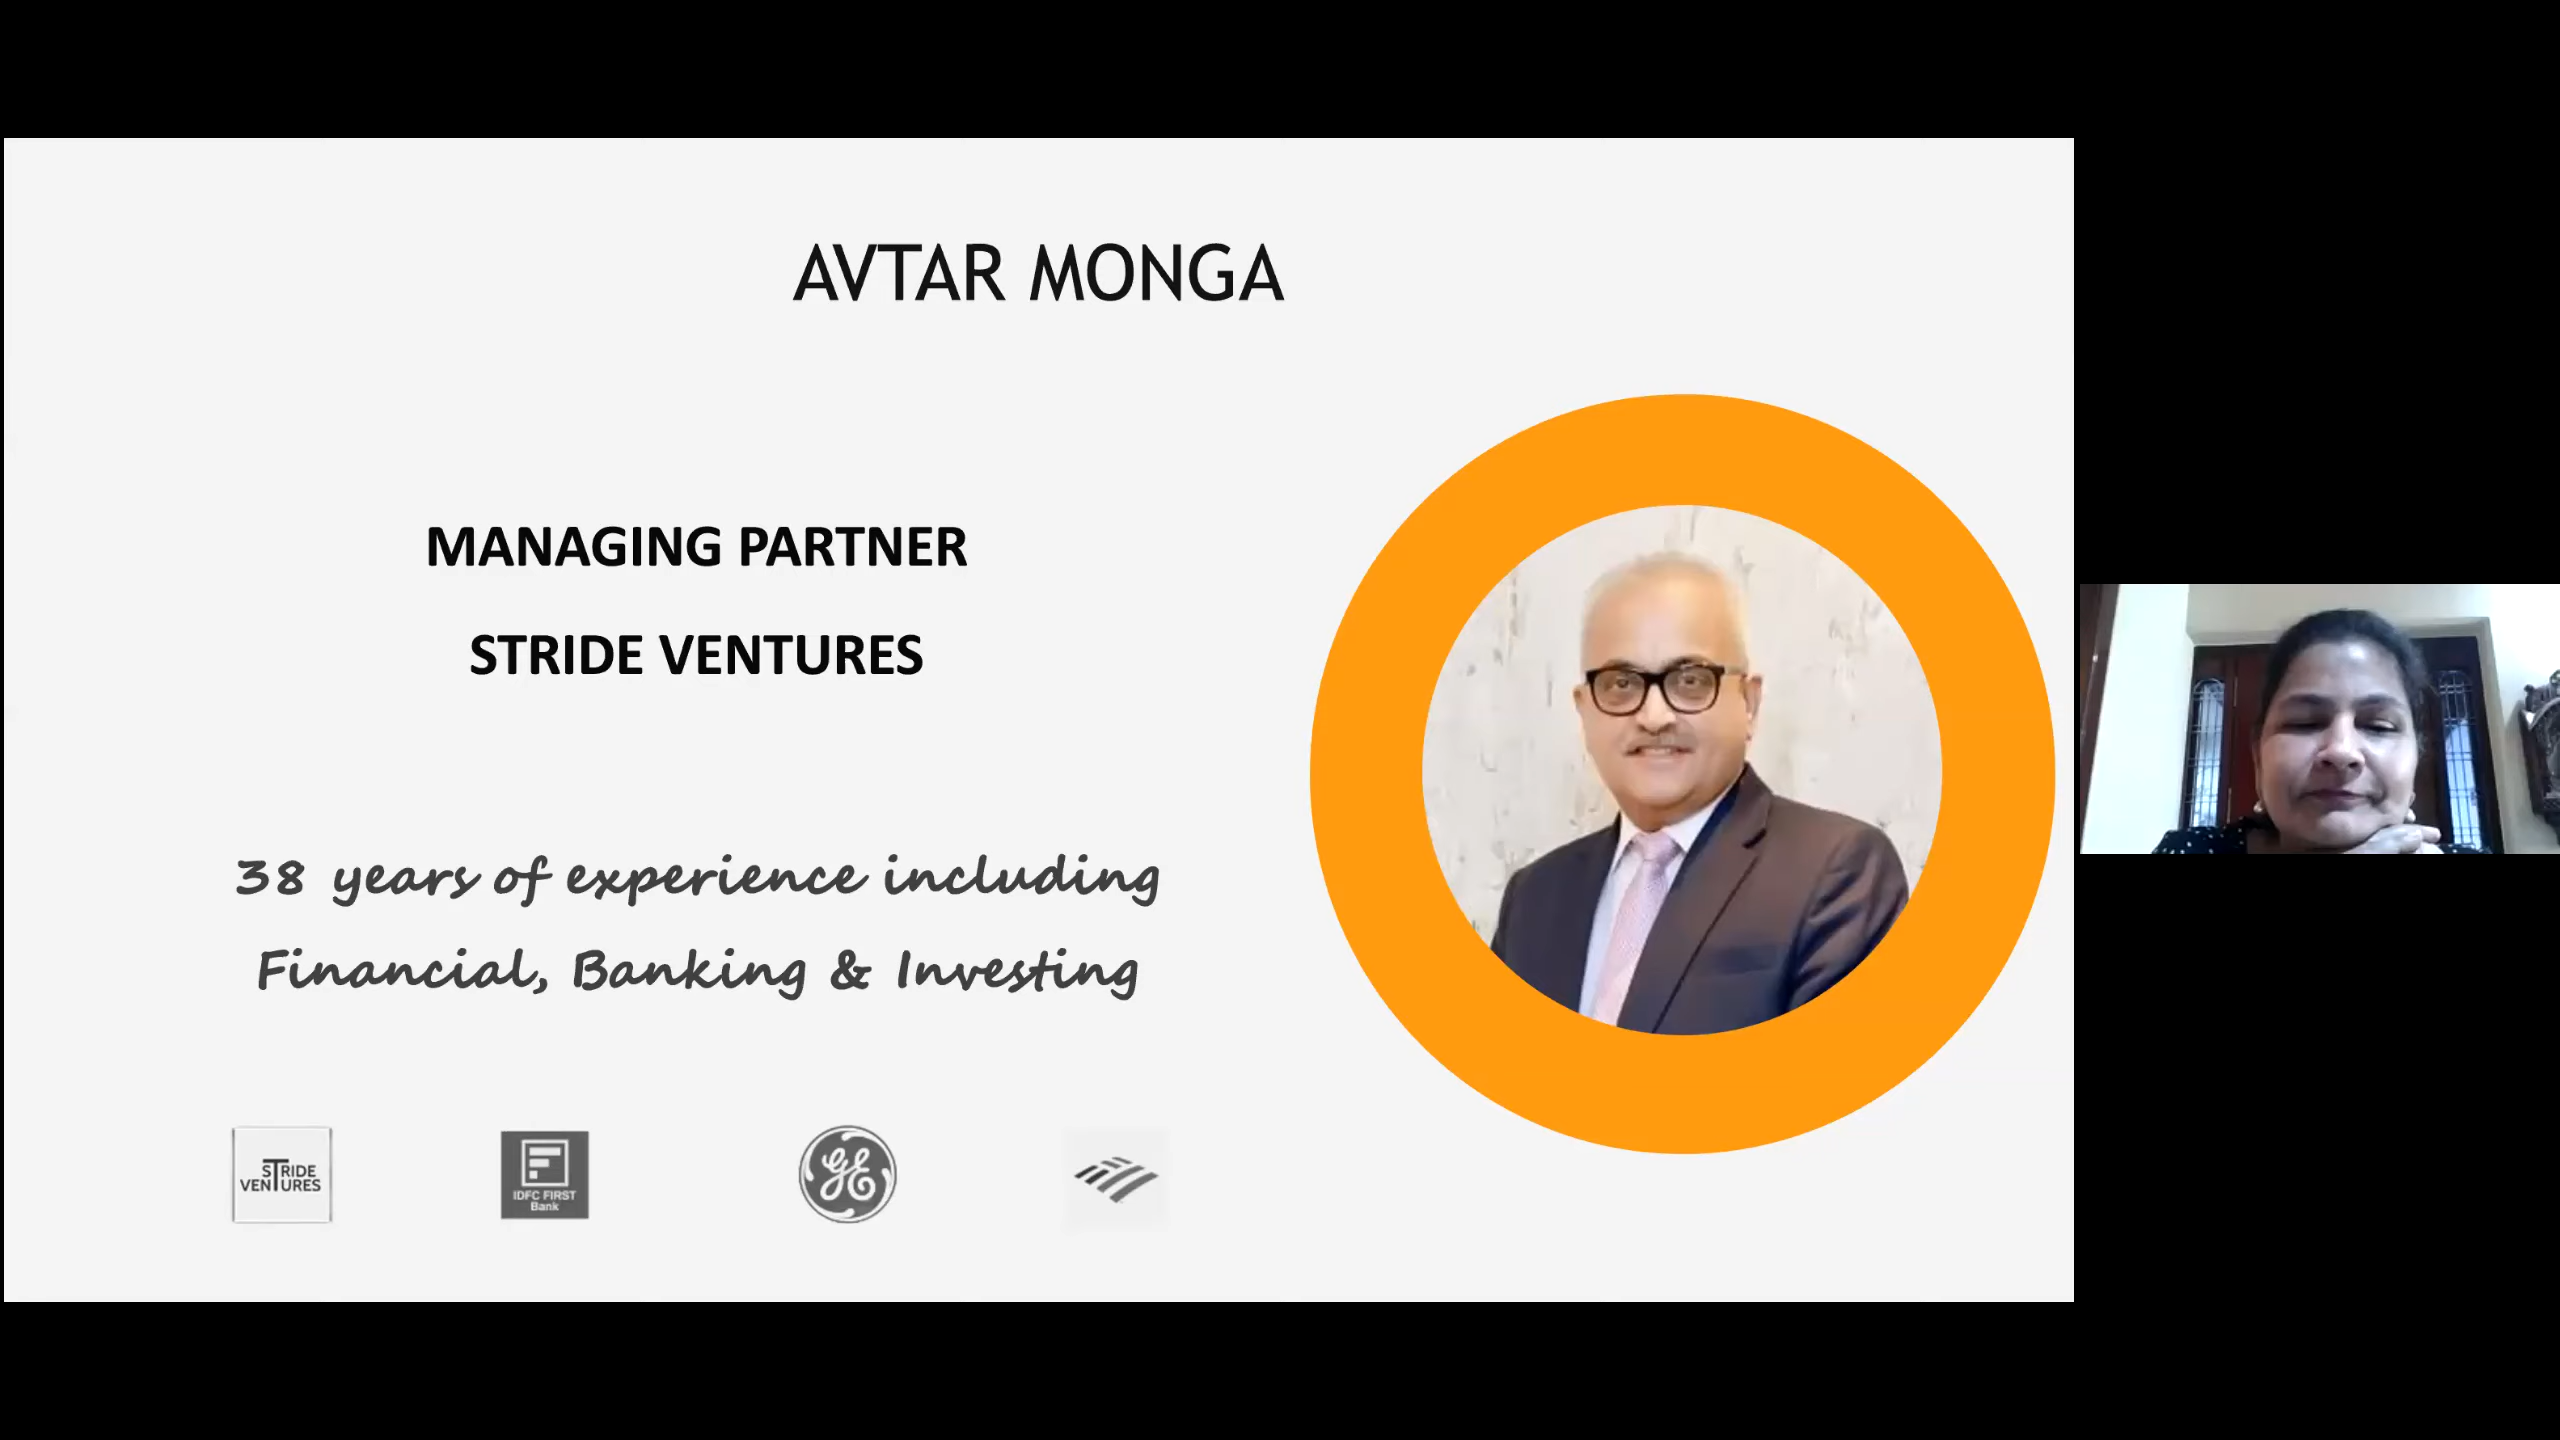 AVTAR MONGA
MANAGING PARTNER
STRIDE VENTURES
38 years of experience including
Financial, Banking & Investing
STRIDE
VENTURES
IDFC FIRST
Bank
GE